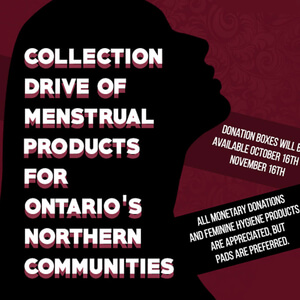 COLLECTION
DRIVE OF
MENSTRUAL
PRODUCTS
FOR
ONTARIO'S
NORTHERN
COMMUNITIES
DONATION BOXES WILL
AVAILABLE OCTOBER 16TH
NOVEMBER 16TH
ALL MONETARY DONATIONS
AND FEMININE HYGIENE PRODUCTS
ARE APPRECIATED, BUT
PADS ARE PREFERRED.